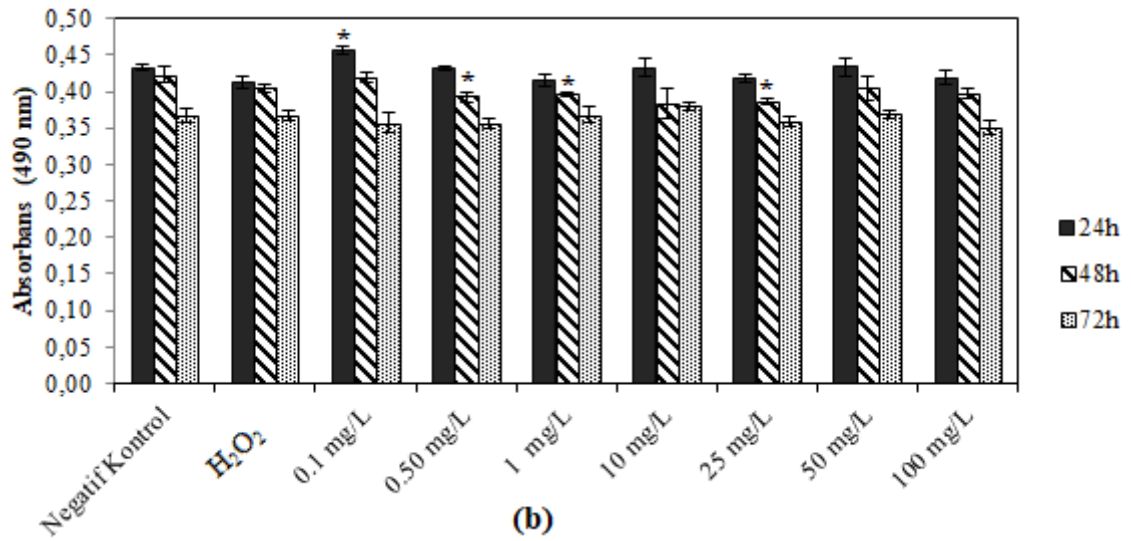 Absorbans (490 nm)
0,50
0,45
0,40
0,35
0,30
0,25
0,20
0,15
0,10
0,05
0,00
*
*
*
*
Negatif Kontrol
H₂O₂
0.1 mg/L
0.50 mg/L
1 mg/L
10 mg/L
25 mg/L
50 mg/L
100 mg/L
24h
48h
72h
(b)